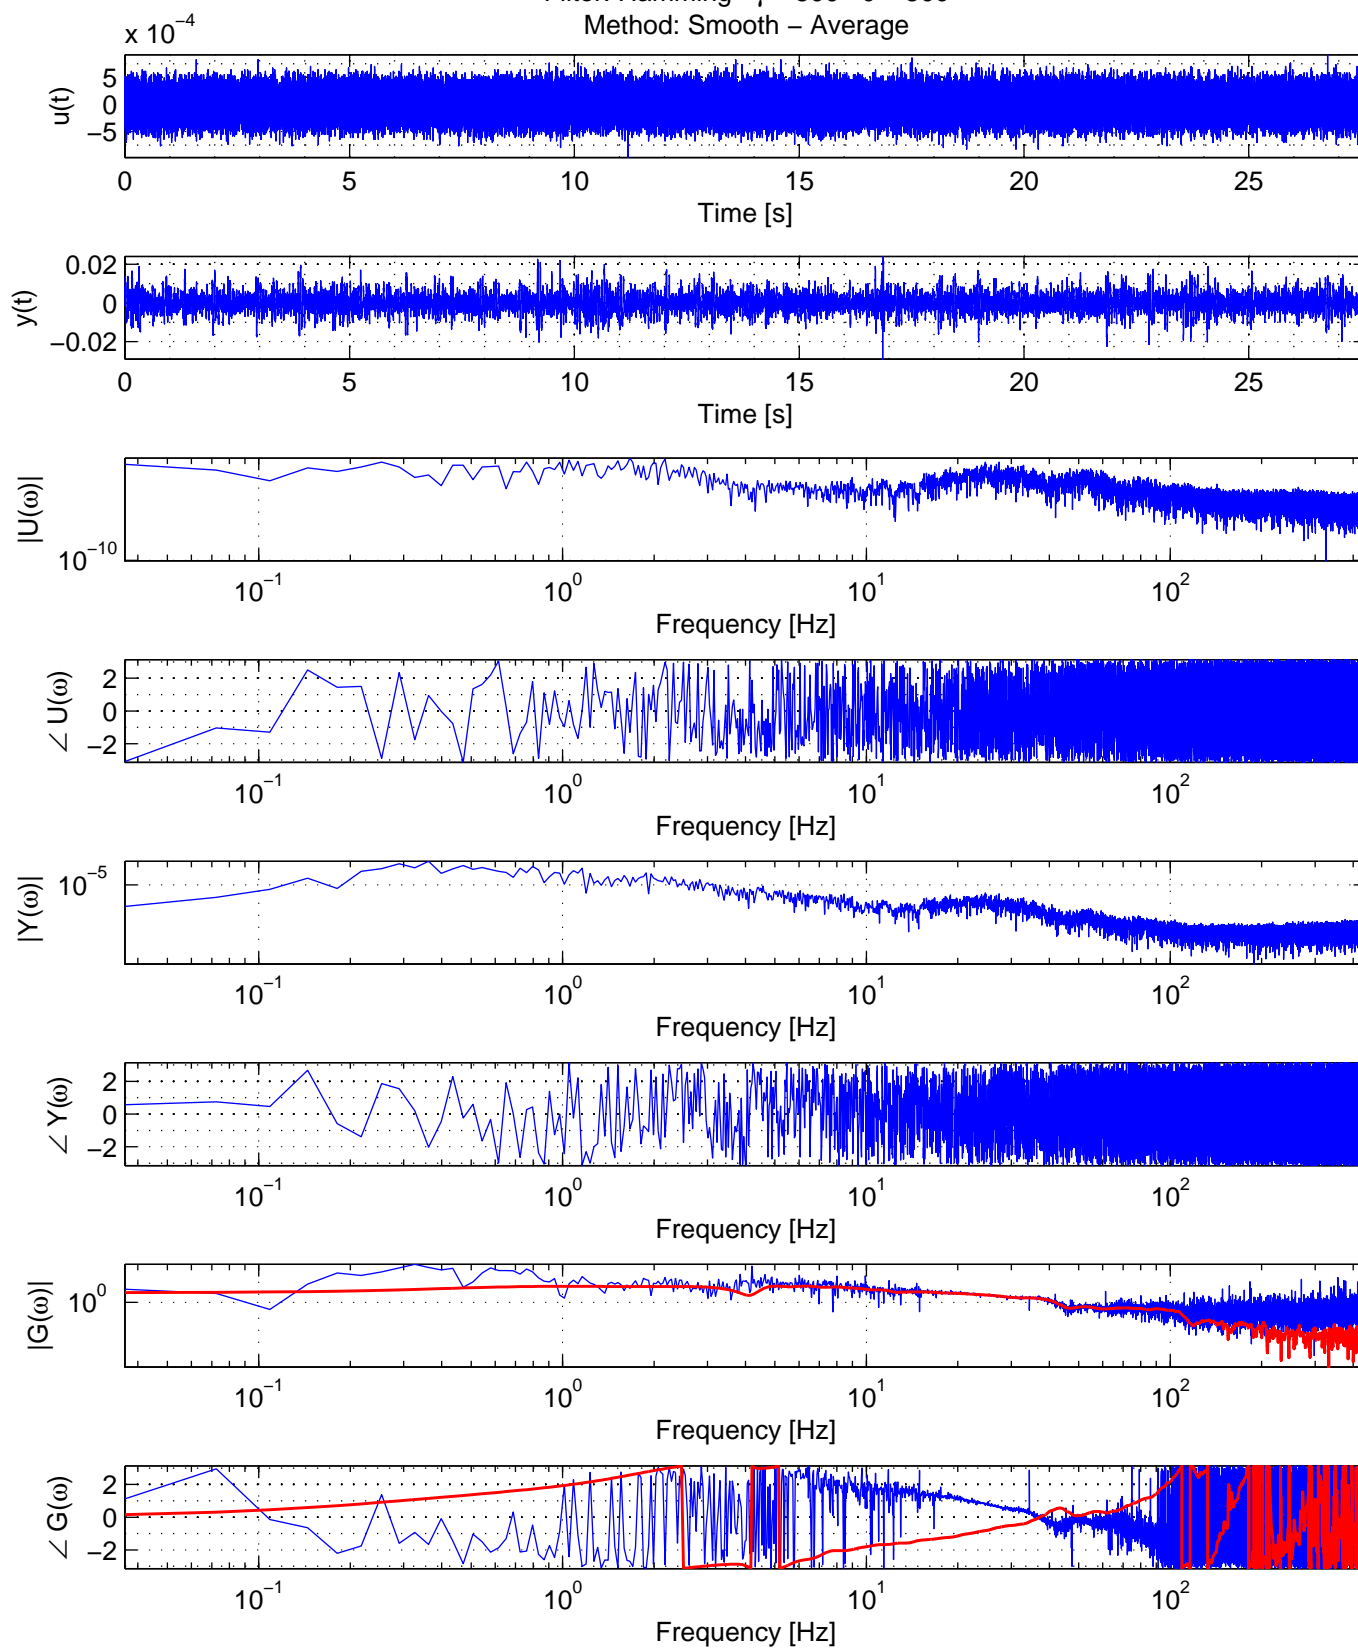 Method: Smooth – Average
x 10^−4
u(t)
5
0
−5
0 5 10 15 20 25
Time [s]
y(t)
0.02
0
−0.02
0 5 10 15 20 25
Time [s]
|U(ω)|
10^−10
10^−1 10^0 10^1 10^2
Frequency [Hz]
∠ U(ω)
2
0
−2
10^−1 10^0 10^1 10^2
Frequency [Hz]
|Y(ω)|
10^−5
10^−1 10^0 10^1 10^2
Frequency [Hz]
∠ Y(ω)
2
0
−2
10^−1 10^0 10^1 10^2
Frequency [Hz]
|G(ω)|
10^0
10^−1 10^0 10^1 10^2
Frequency [Hz]
∠ G(ω)
2
0
−2
10^−1 10^0 10^1 10^2
Frequency [Hz]